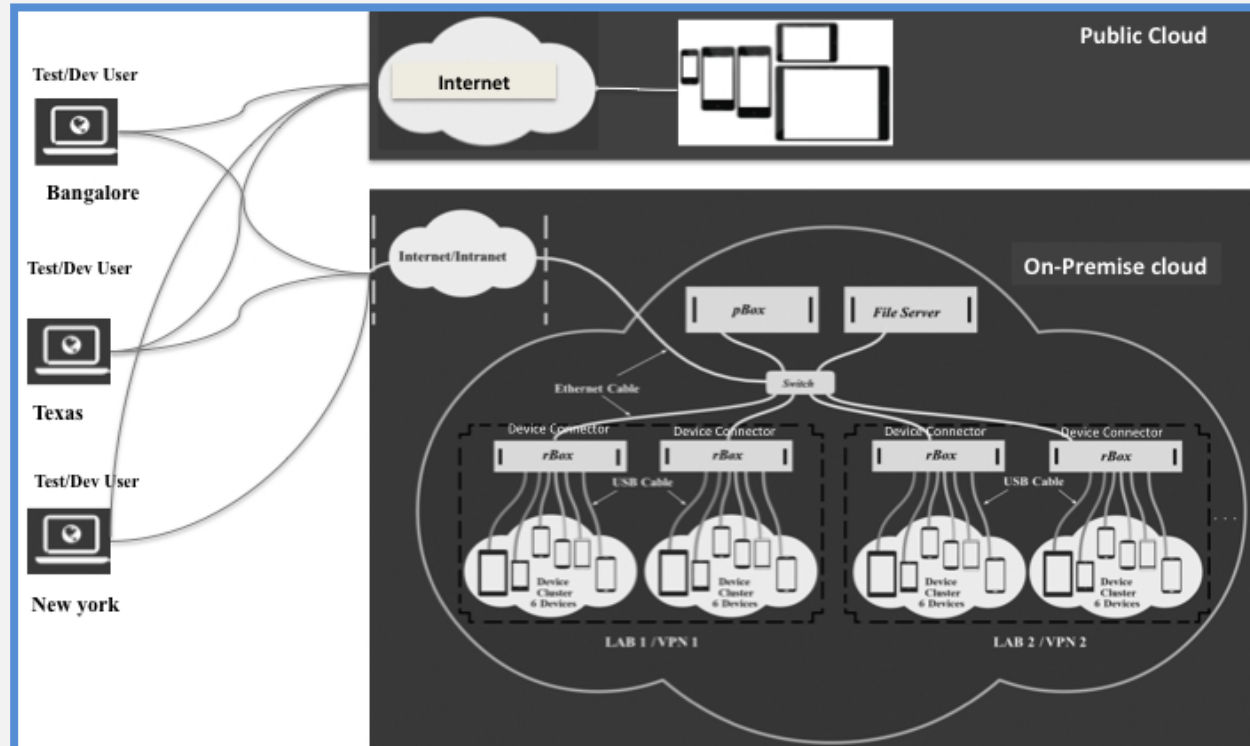 Public Cloud
Test/Dev User
Internet
Bangalore
Internet/Intranet
On-Premise cloud
Test/Dev User
pBox
File Server
Texas
Ethernet Cable
Switch
Device Connector
Device Connector
Device Connector
Device Connector
rBox
rBox
rBox
rBox
Test/Dev User
USB Cable
USB Cable
New york
Device
Cluster
6 Devices
Device
Cluster
6 Devices
Device
Cluster
6 Devices
Device
Cluster
6 Devices
...
LAB 1 / VPN 1
LAB 2 / VPN 2